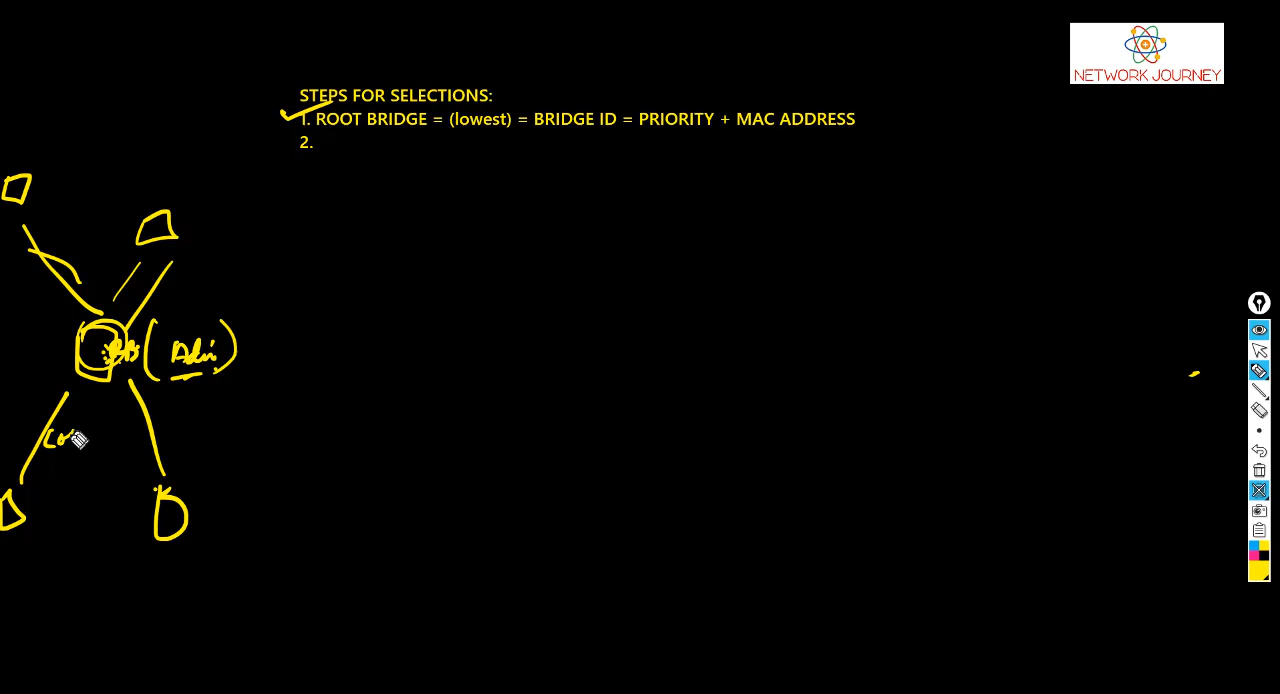 NETWORK JOURNEY
STEPS FOR SELECTIONS:
1. ROOT BRIDGE = (lowest) = BRIDGE ID = PRIORITY + MAC ADDRESS
2.